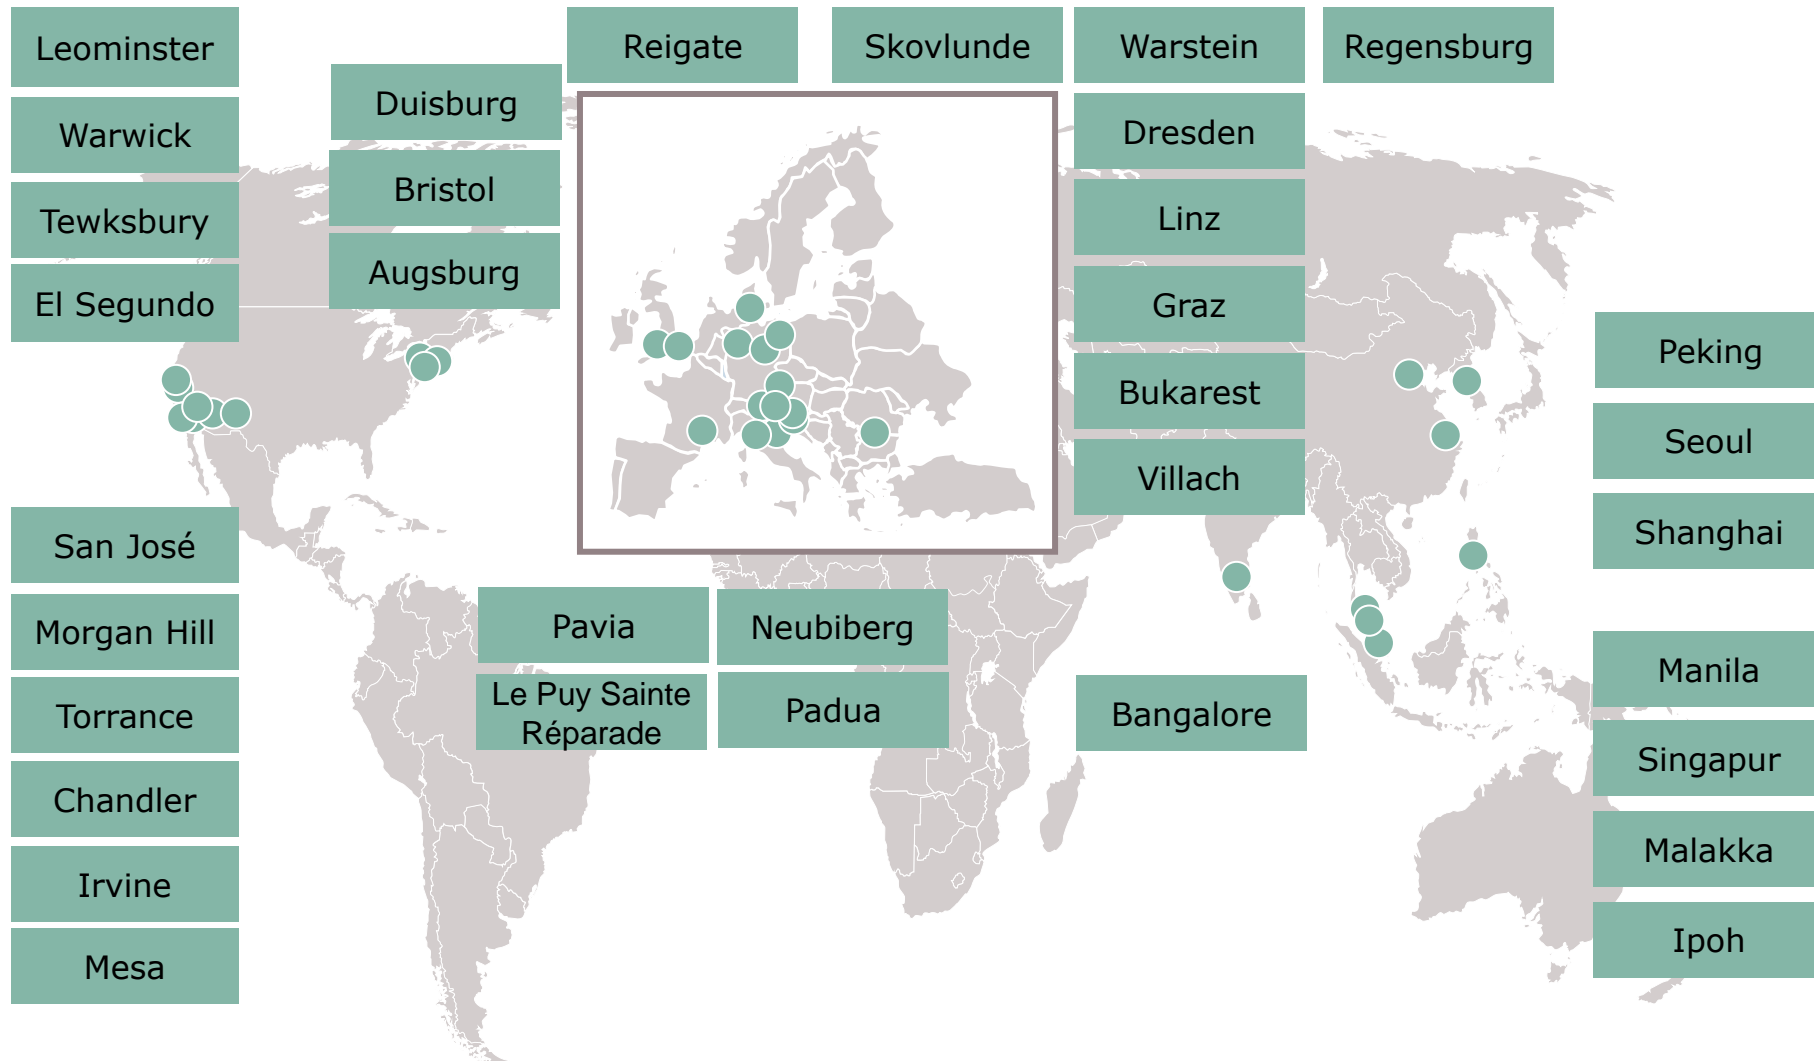 Leominster
Warwick
Tewksbury
El Segundo
Duisburg
Bristol
Augsburg
Reigate
Skovlunde
Warstein
Regensburg
Dresden
Linz
Graz
Bukarest
Villach
Peking
Seoul
Shanghai
San José
Morgan Hill
Torrance
Chandler
Irvine
Mesa
Pavia
Neubiberg
Le Puy Sainte
Réparade
Padua
Bangalore
Manila
Singapur
Malakka
Ipoh